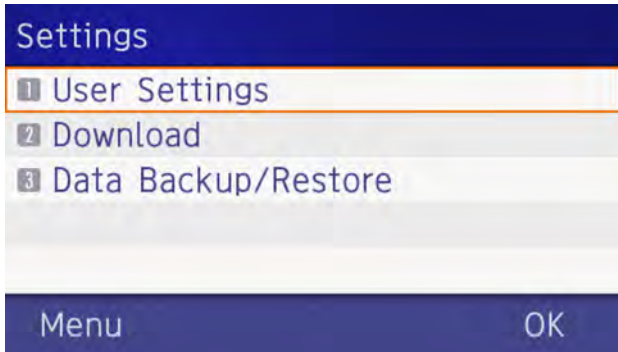 Settings
1 User Settings
2 Download
3 Data Backup/Restore
Menu OK